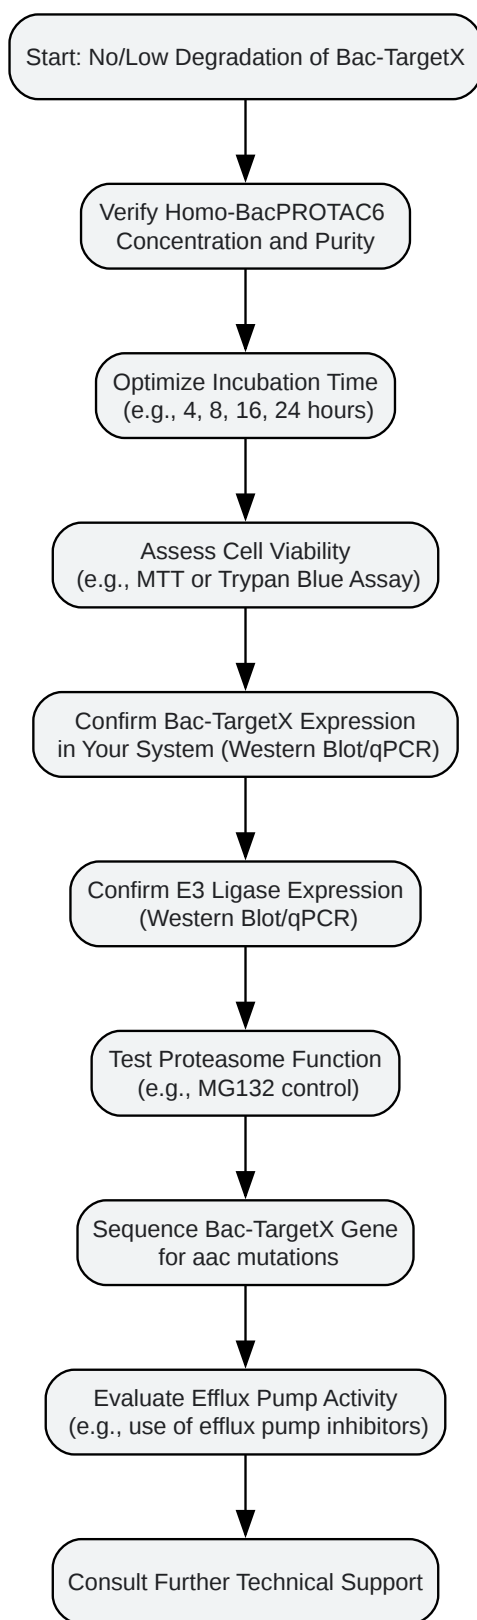 Start: No/Low Degradation of Bac-TargetX
Verify Homo-BacPROTAC6
Concentration and Purity
Optimize Incubation Time
(e.g., 4, 8, 16, 24 hours)
Assess Cell Viability
(e.g., MTT or Trypan Blue Assay)
Confirm Bac-TargetX Expression
in Your System (Western Blot/qPCR)
Confirm E3 Ligase Expression
(Western Blot/qPCR)
Test Proteasome Function
(e.g., MG132 control)
Sequence Bac-TargetX Gene
for aac mutations
Evaluate Efflux Pump Activity
(e.g., use of efflux pump inhibitors)
Consult Further Technical Support